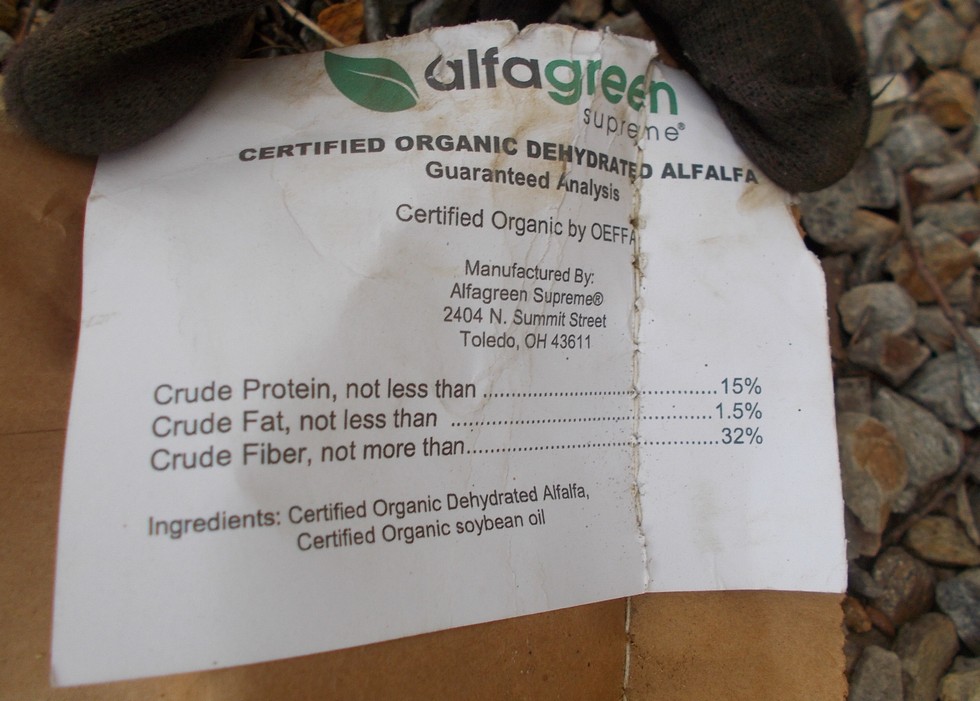 alfagreen
supreme®
CERTIFIED ORGANIC DEHYDRATED ALFALFA
Guaranteed Analysis
Certified Organic by OEFFA
Manufactured By:
Alfagreen Supreme®
2404 N. Summit Street
Toledo, OH 43611
Crude Protein, not less than ........................................ 15%
Crude Fat, not less than ........................................ 1.5%
Crude Fiber, not more than........................................ 32%
Ingredients: Certified Organic Dehydrated Alfalfa,
Certified Organic soybean oil